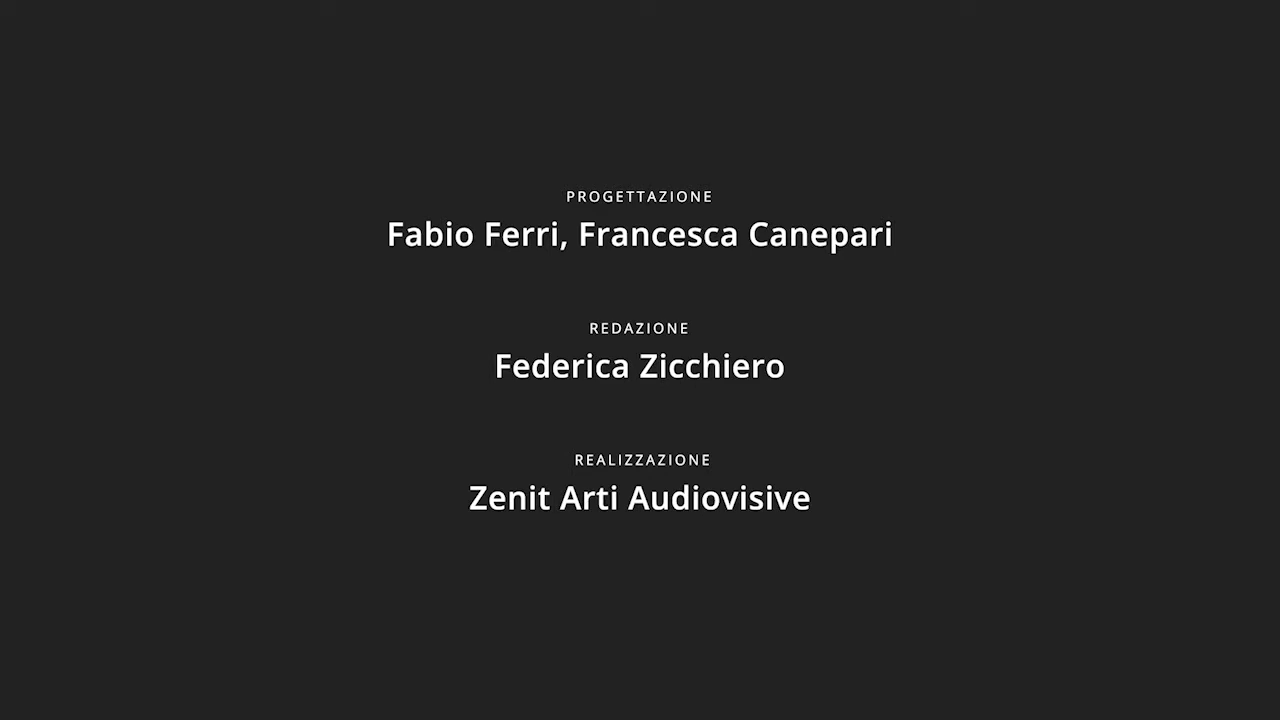 PROGETTAZIONE
Fabio Ferri, Francesca Canepari
REDAZIONE
Federica Zicchiero
REALIZZAZIONE
Zenit Arti Audiovisive